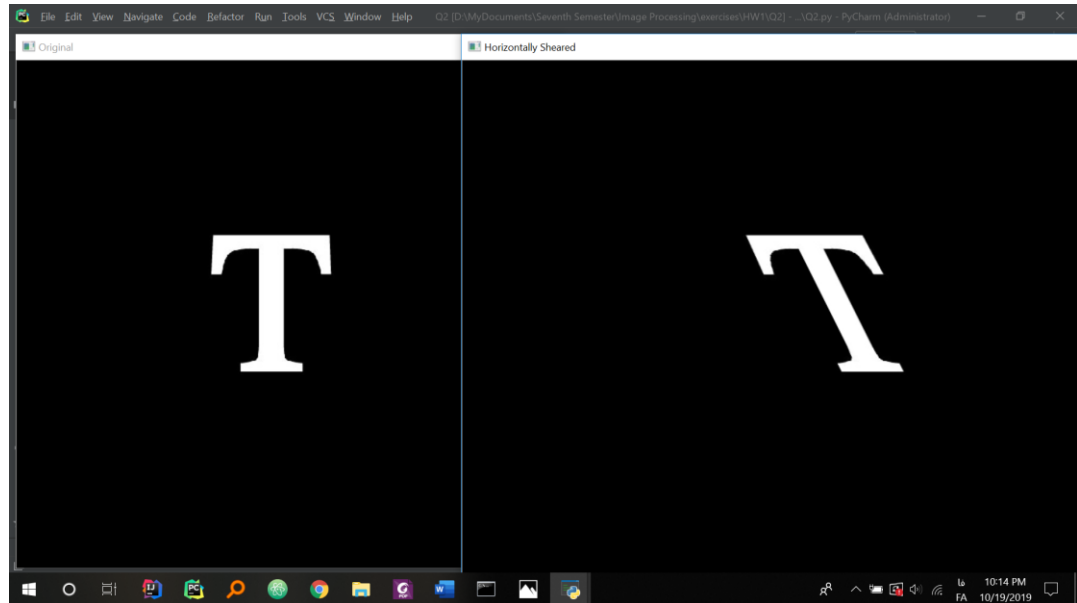 File Edit View Navigate Code Refactor Run Tools VCS Window Help Q2 [D:\MyDocuments\Seventh Semester\Image Processing\exercises\HW1\Q2] - ...\Q2.py - PyCharm (Administrator)
Original
Horizontally Sheared
T
T
10:14 PM
فا
FA
10/19/2019